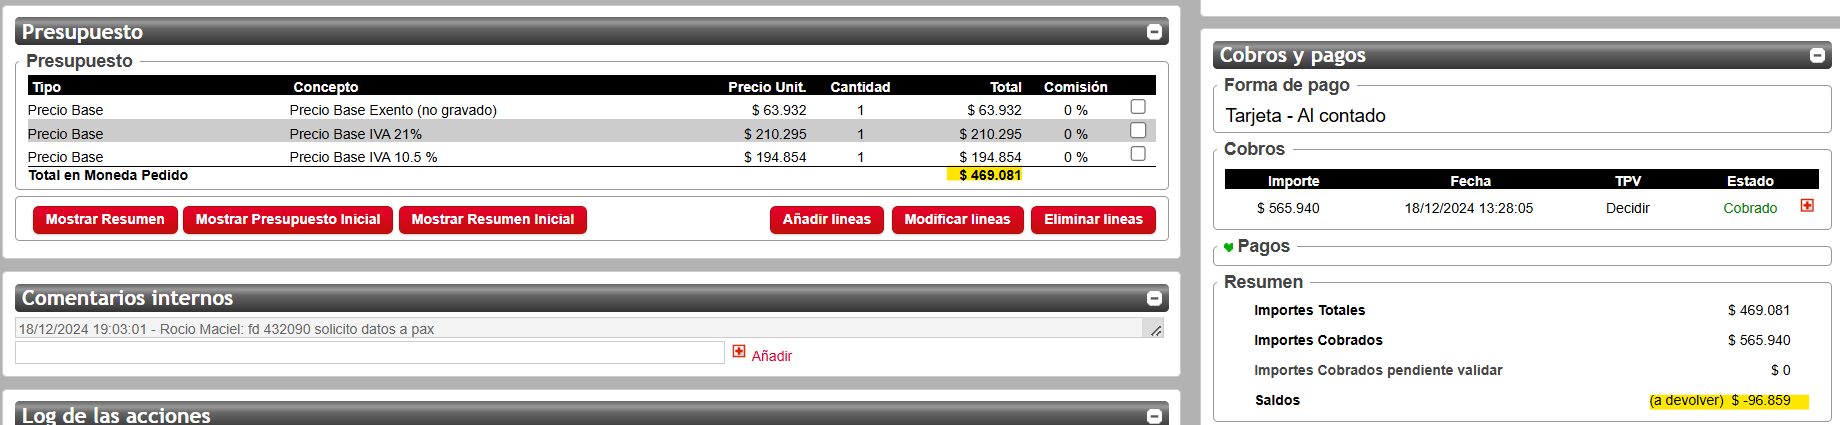 Presupuesto
Presupuesto
Tipo Concepto Precio Unit. Cantidad Total Comisión
Precio Base Precio Base Exento (no gravado) $ 63.932 1 $ 63.932 0 %
Precio Base Precio Base IVA 21% $ 210.295 1 $ 210.295 0 %
Precio Base Precio Base IVA 10.5 % $ 194.854 1 $ 194.854 0 %
Total en Moneda Pedido $ 469.081
Mostrar Resumen Mostrar Presupuesto Inicial Mostrar Resumen Inicial Añadir lineas Modificar lineas Eliminar lineas
Comentarios internos
18/12/2024 19:03:01 - Rocio Maciel: fd 432090 solicito datos a pax
Añadir
Log de las acciones
Cobros y pagos
Forma de pago
Tarjeta - Al contado
Cobros
Importe Fecha TPV Estado
$ 565.940 18/12/2024 13:28:05 Decidir Cobrado
Pagos
Resumen
Importes Totales $ 469.081
Importes Cobrados $ 565.940
Importes Cobrados pendiente validar $ 0
Saldos (a devolver) $ -96.859